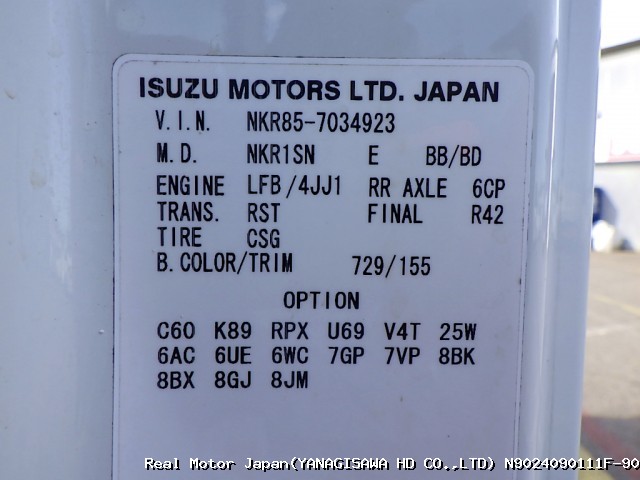 ISUZU MOTORS LTD. JAPAN
V.I.N. NKR85-7034923
M.D. NKR1SN E BB/BD
ENGINE LFB/4JJ1 RR AXLE 6CP
TRANS. RST FINAL R42
TIRE CSG
B.COLOR/TRIM 729/155
OPTION
C60 K89 RPX U69 V4T 25W
6AC 6UE 6WC 7GP 7VP 8BK
8BX 8GJ 8JM
Real Motor Japan(YANAGISAWA HD CO.,LTD) N9024090111F-90